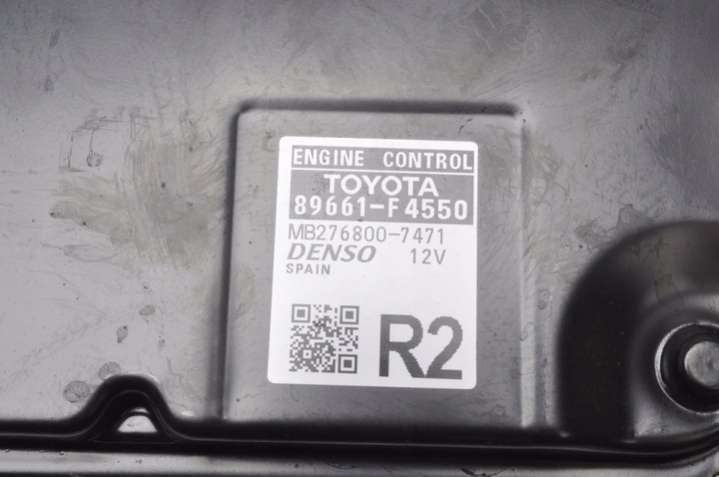 ENGINE CONTROL
TOYOTA
89661-F4550
MB276800-7471
DENSO 12V
SPAIN
R2